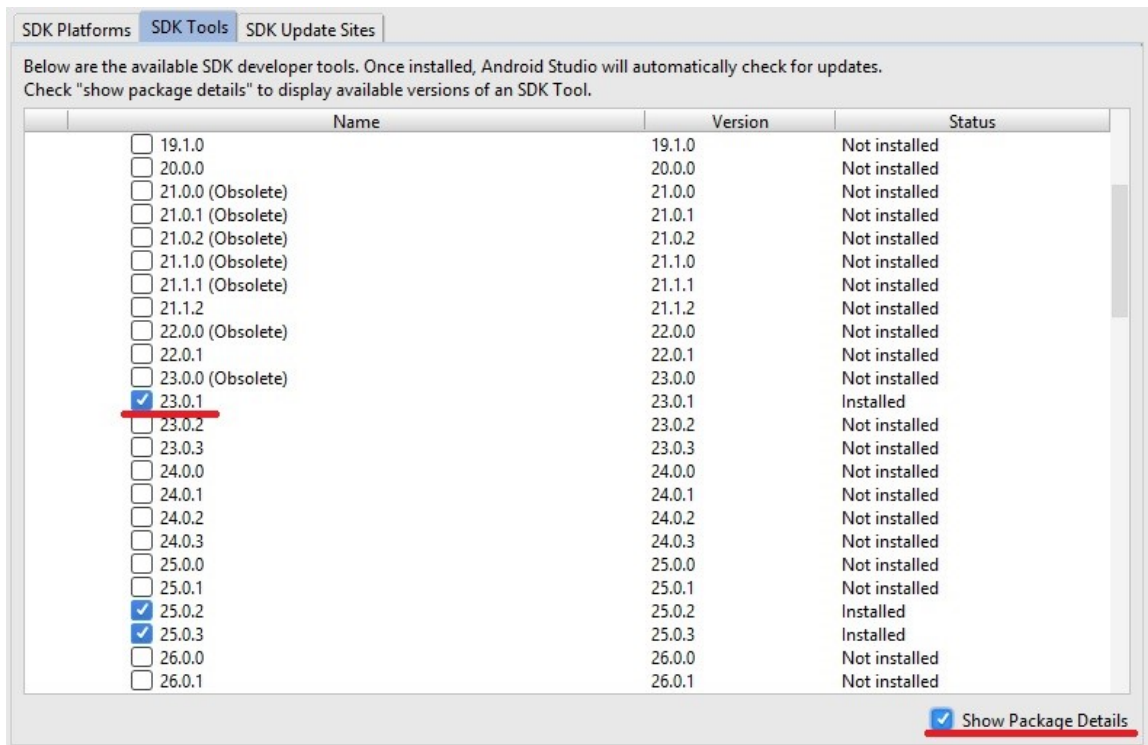 SDK Platforms SDK Tools SDK Update Sites
Below are the available SDK developer tools. Once installed, Android Studio will automatically check for updates.
Check "show package details" to display available versions of an SDK Tool.
Name Version Status
19.1.0 19.1.0 Not installed
20.0.0 20.0.0 Not installed
21.0.0 (Obsolete) 21.0.0 Not installed
21.0.1 (Obsolete) 21.0.1 Not installed
21.0.2 (Obsolete) 21.0.2 Not installed
21.1.0 (Obsolete) 21.1.0 Not installed
21.1.1 (Obsolete) 21.1.1 Not installed
21.1.2 21.1.2 Not installed
22.0.0 (Obsolete) 22.0.0 Not installed
22.0.1 22.0.1 Not installed
23.0.0 (Obsolete) 23.0.0 Not installed
23.0.1 23.0.1 Installed
23.0.2 23.0.2 Not installed
23.0.3 23.0.3 Not installed
24.0.0 24.0.0 Not installed
24.0.1 24.0.1 Not installed
24.0.2 24.0.2 Not installed
24.0.3 24.0.3 Not installed
25.0.0 25.0.0 Not installed
25.0.1 25.0.1 Not installed
25.0.2 25.0.2 Installed
25.0.3 25.0.3 Installed
26.0.0 26.0.0 Not installed
26.0.1 26.0.1 Not installed
Show Package Details